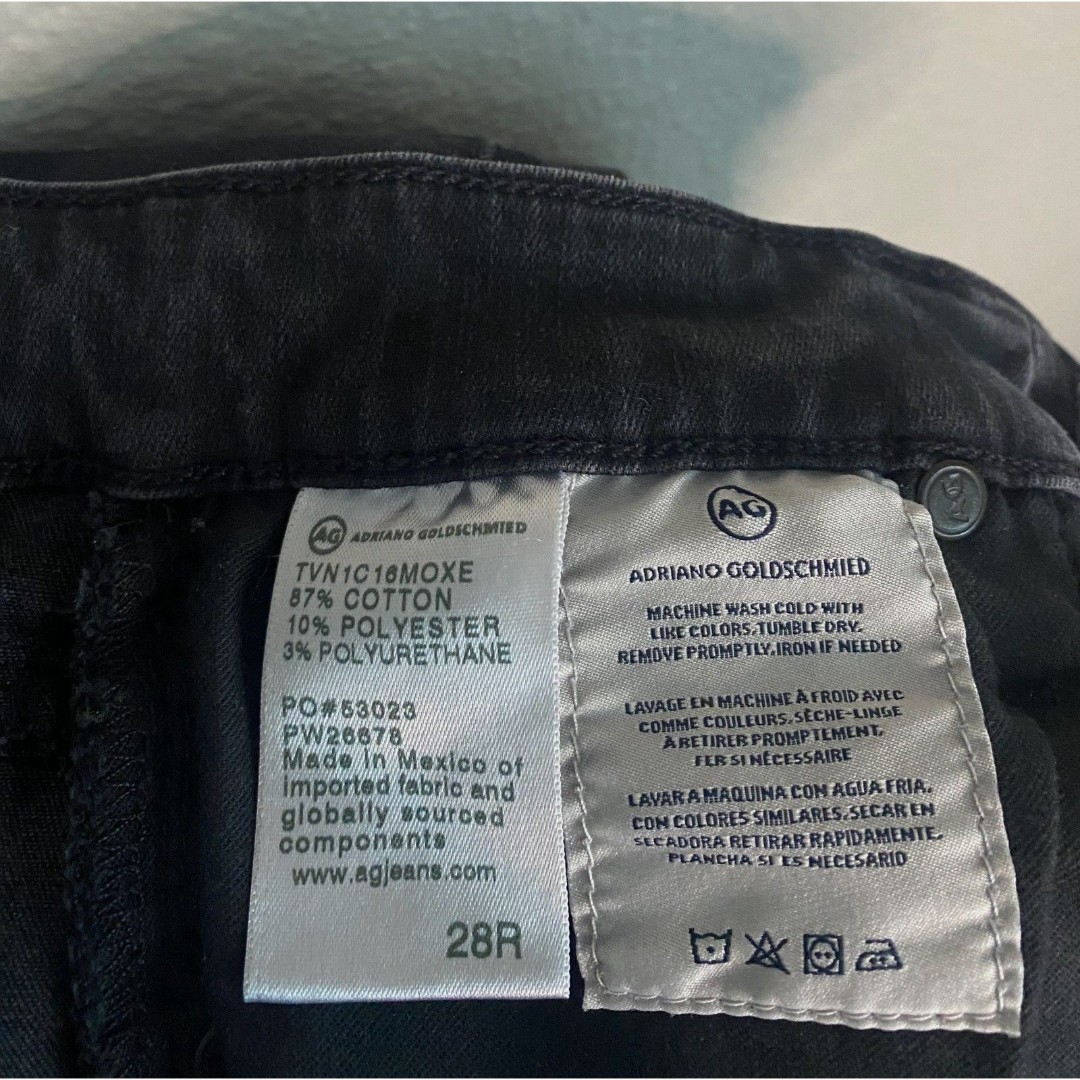 AG ADRIANO GOLDSCHMIED
TVN1C16MOXE
87% COTTON
10% POLYESTER
3% POLYURETHANE
PO#53023
PW26678
Made in Mexico of
imported fabric and
globally sourced
components
www.agjeans.com
28R
AG
ADRIANO GOLDSCHMIED
MACHINE WASH COLD WITH
LIKE COLORS, TUMBLE DRY.
REMOVE PROMPTLY, IRON IF NEEDED
LAVAGE EN MACHINE À FROID AVEC
COMME COULEURS. SÈCHE-LINGE
À RETIRER PROMPTEMENT,
FER SI NÉCESSAIRE
LAVAR A MAQUINA CON AGUA FRIA,
CON COLORES SIMILARES, SECAR EN
SECADORA RETIRAR RAPIDAMENTE,
PLANCHA SI ES NECESARIO